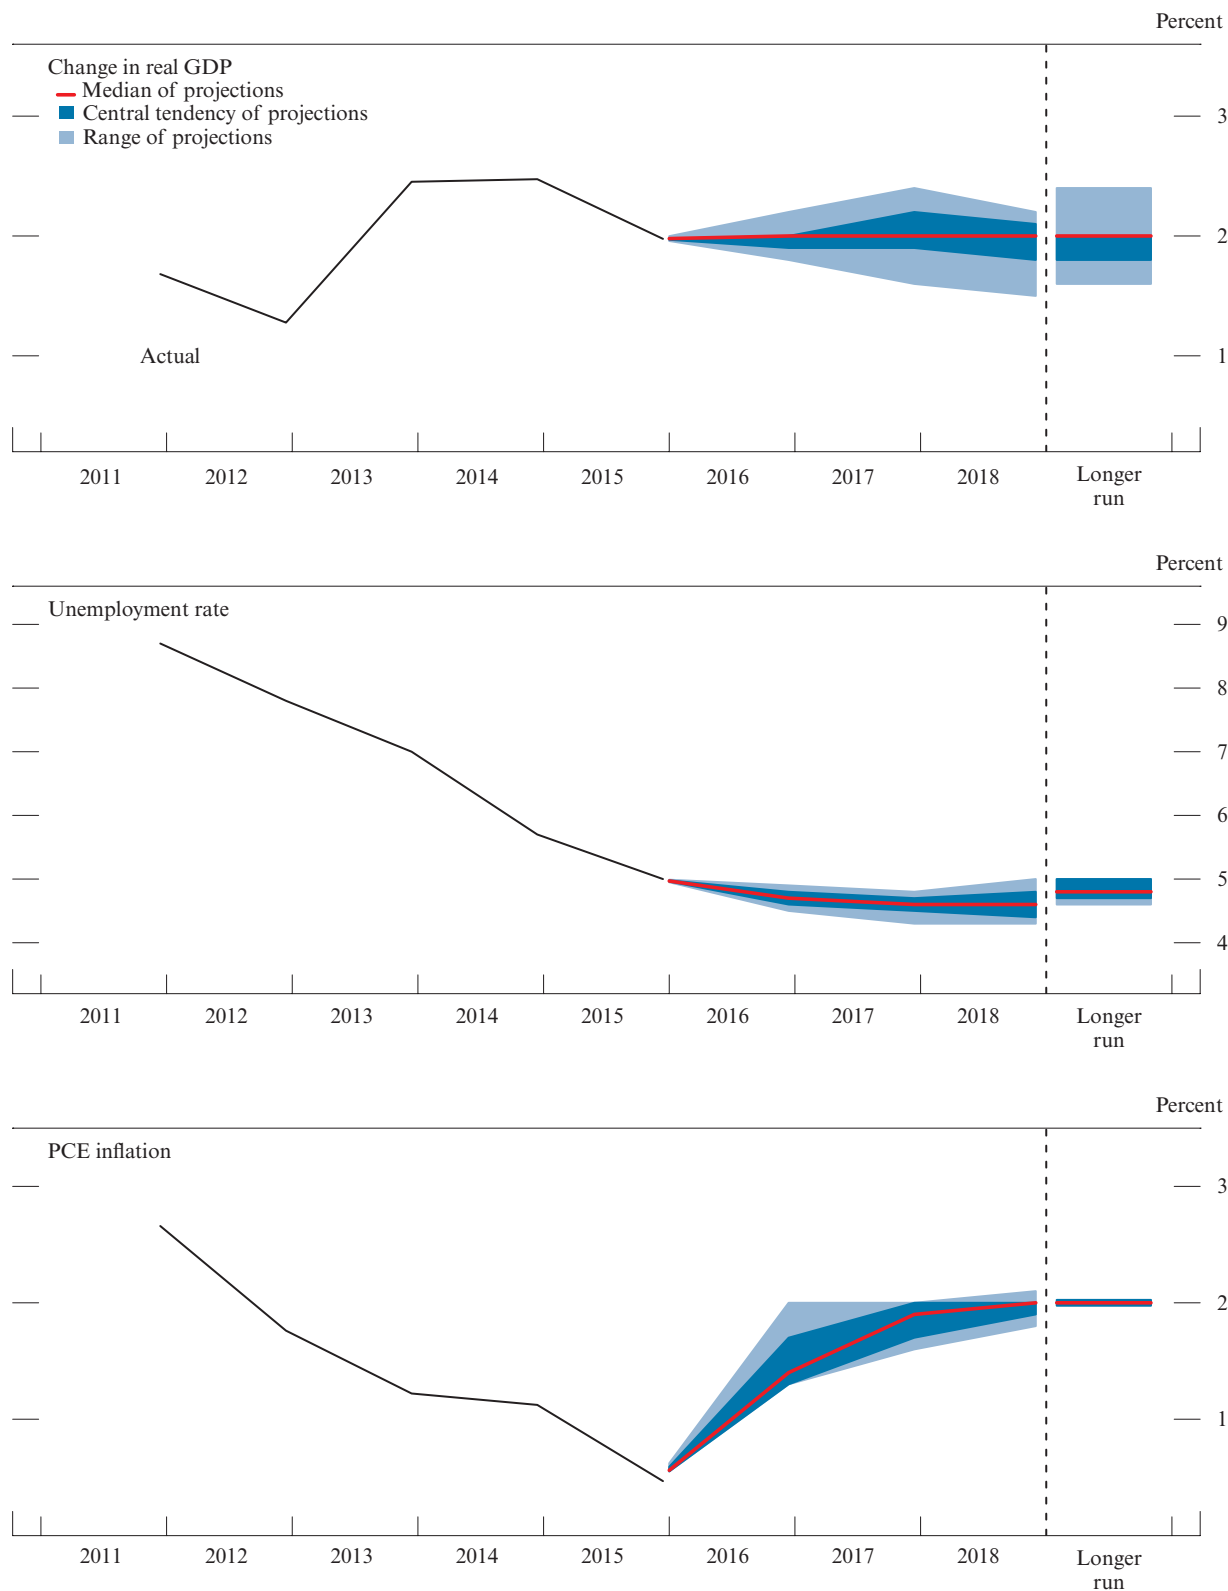 Percent
Change in real GDP
Median of projections
Central tendency of projections
Range of projections
3
2
Actual
1
2011 2012 2013 2014 2015 2016 2017 2018 Longer
run
Percent
Unemployment rate
9
8
7
6
5
4
2011 2012 2013 2014 2015 2016 2017 2018 Longer
run
Percent
PCE inflation
3
2
1
2011 2012 2013 2014 2015 2016 2017 2018 Longer
run